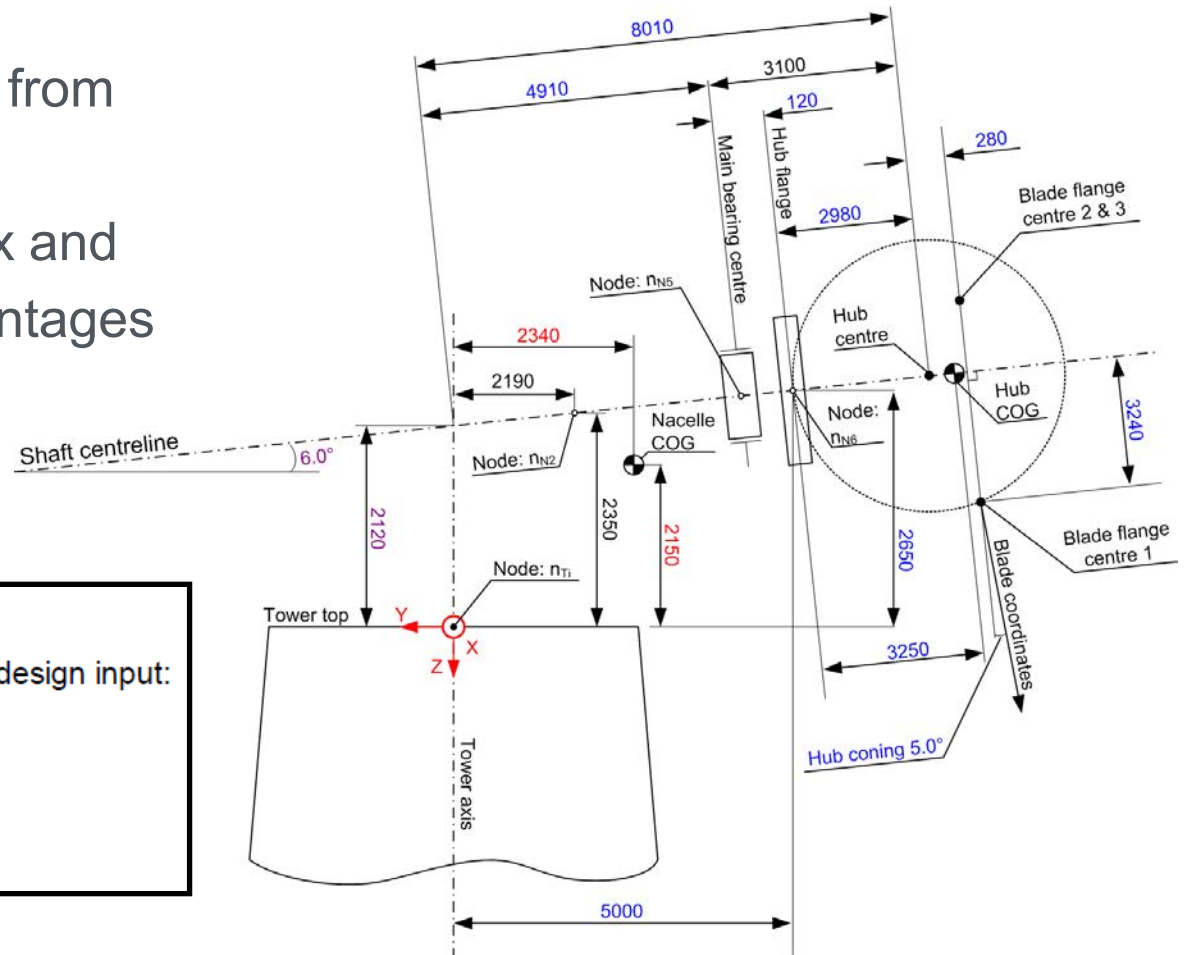 from
x and
ntages
design input:
8010
4910
3100
120
280
2980
Main bearing centre
Hub flange
Blade flange
centre 2 & 3
Node: nN5
Hub
centre
2340
2190
Nacelle
COG
Node:
nN6
Hub
COG
3240
Shaft centreline
6.0°
Node: nN2
2120
2350
2150
2650
Blade flange
centre 1
Node: nTi
Tower top
Y
X
Z
Blade coordinates
3250
Hub coning 5.0°
Tower axis
5000